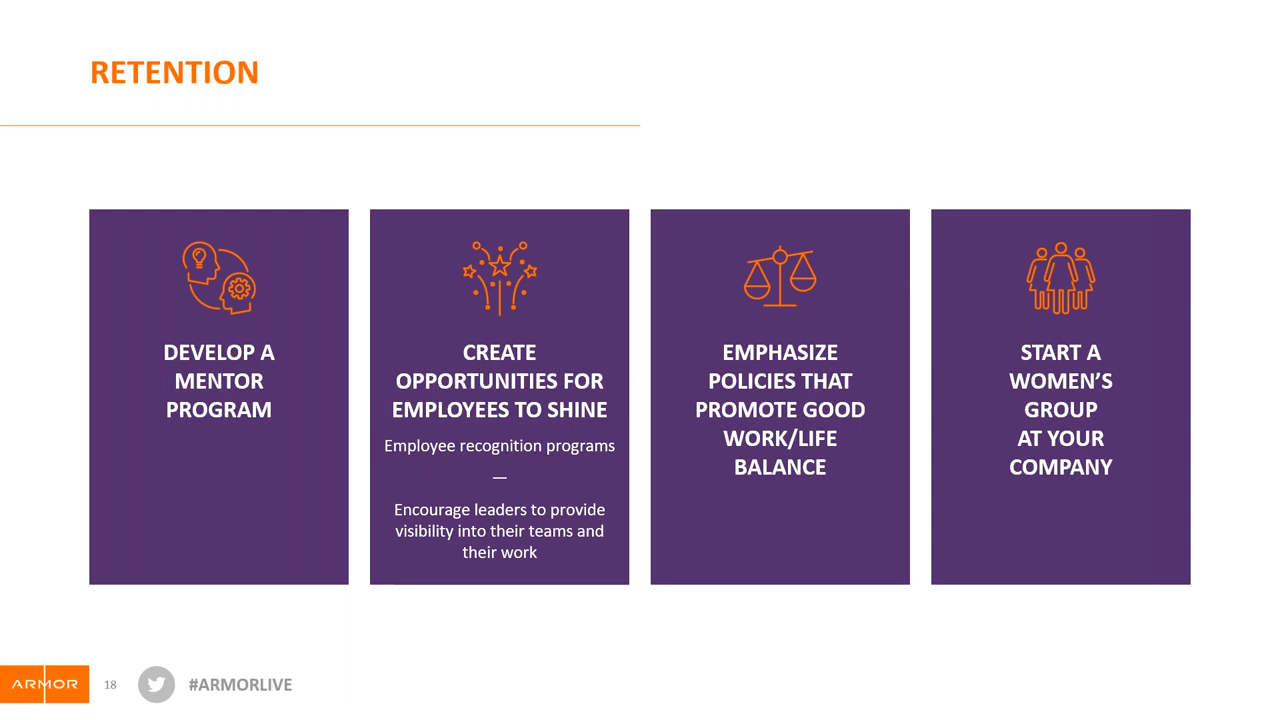 RETENTION
DEVELOP A
MENTOR
PROGRAM
CREATE
OPPORTUNITIES FOR
EMPLOYEES TO SHINE
Employee recognition programs
—
Encourage leaders to provide
visibility into their teams and
their work
EMPHASIZE
POLICIES THAT
PROMOTE GOOD
WORK/LIFE
BALANCE
START A
WOMEN’S
GROUP
AT YOUR
COMPANY
ARMOR
18
#ARMORLIVE